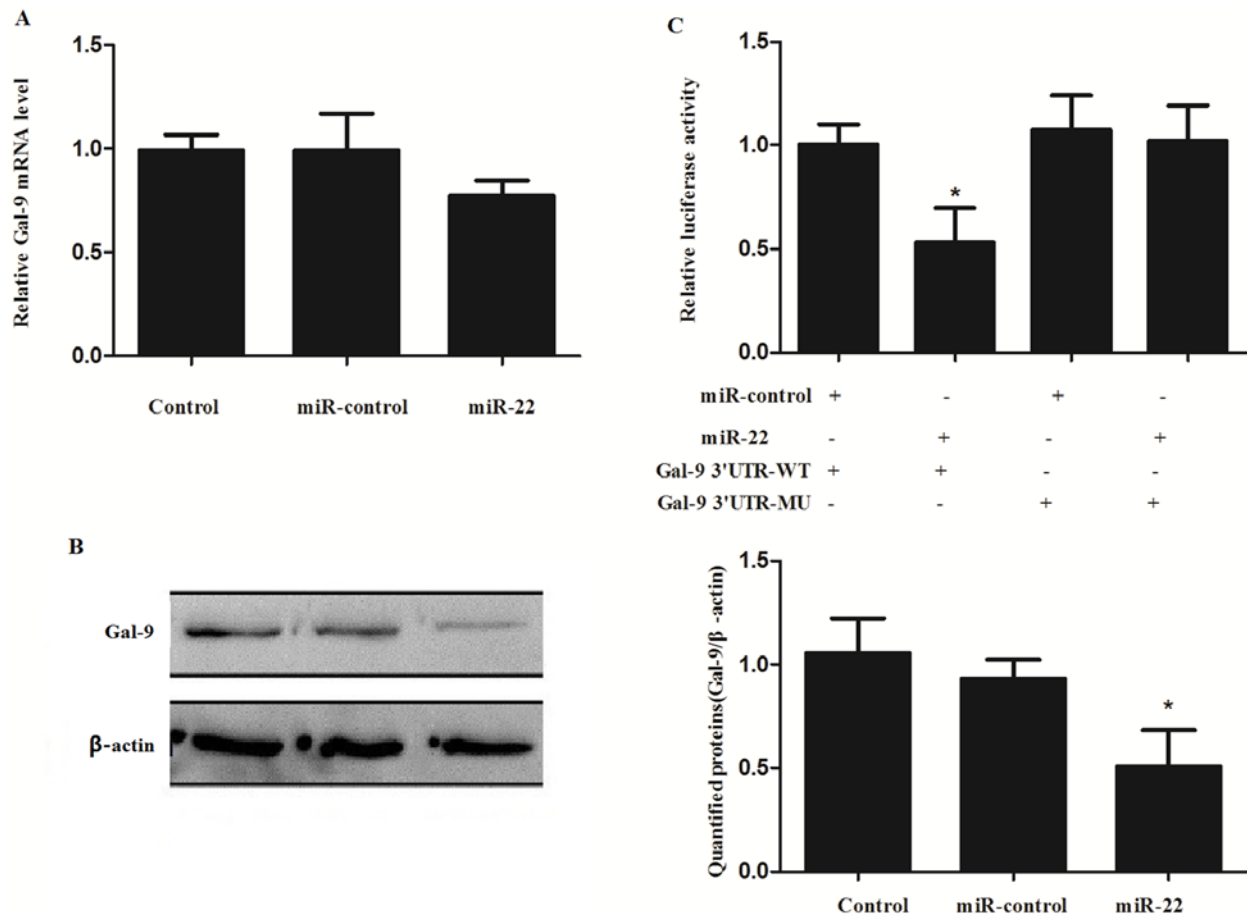 A
Relative Gal-9 mRNA level
1.5
1.0
0.5
0.0
Control miR-control miR-22
C
Relative luciferase activity
1.5
1.0
0.5
0.0
*
miR-control + - + -
miR-22 - + - +
Gal-9 3'UTR-WT + + - -
Gal-9 3'UTR-MU - - + +
B
Gal-9
β-actin
Quantified proteins(Gal-9/β -actin)
1.5
1.0
0.5
0.0
*
Control miR-control miR-22